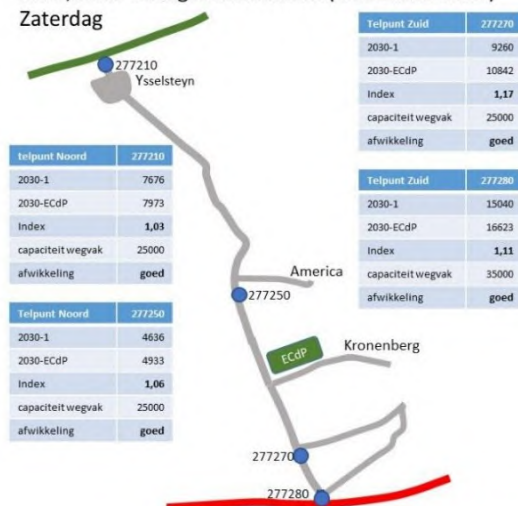 Zaterdag
Telpunt Zuid 277270
2030-1 9260
2030-ECdP 10842
Index 1,17
capaciteit wegvak 25000
afwikkeling goed
277210
Ysselsteyn
telpunt Noord 277210
2030-1 7676
2030-ECdP 7973
Index 1,03
capaciteit wegvak 25000
afwikkeling goed
Telpunt Zuid 277280
2030-1 15040
2030-ECdP 16623
Index 1,11
capaciteit wegvak 35000
afwikkeling goed
America
277250
Telpunt Noord 277250
2030-1 4636
2030-ECdP 4933
Index 1,06
capaciteit wegvak 25000
afwikkeling goed
ECdP
Kronenberg
277270
277280